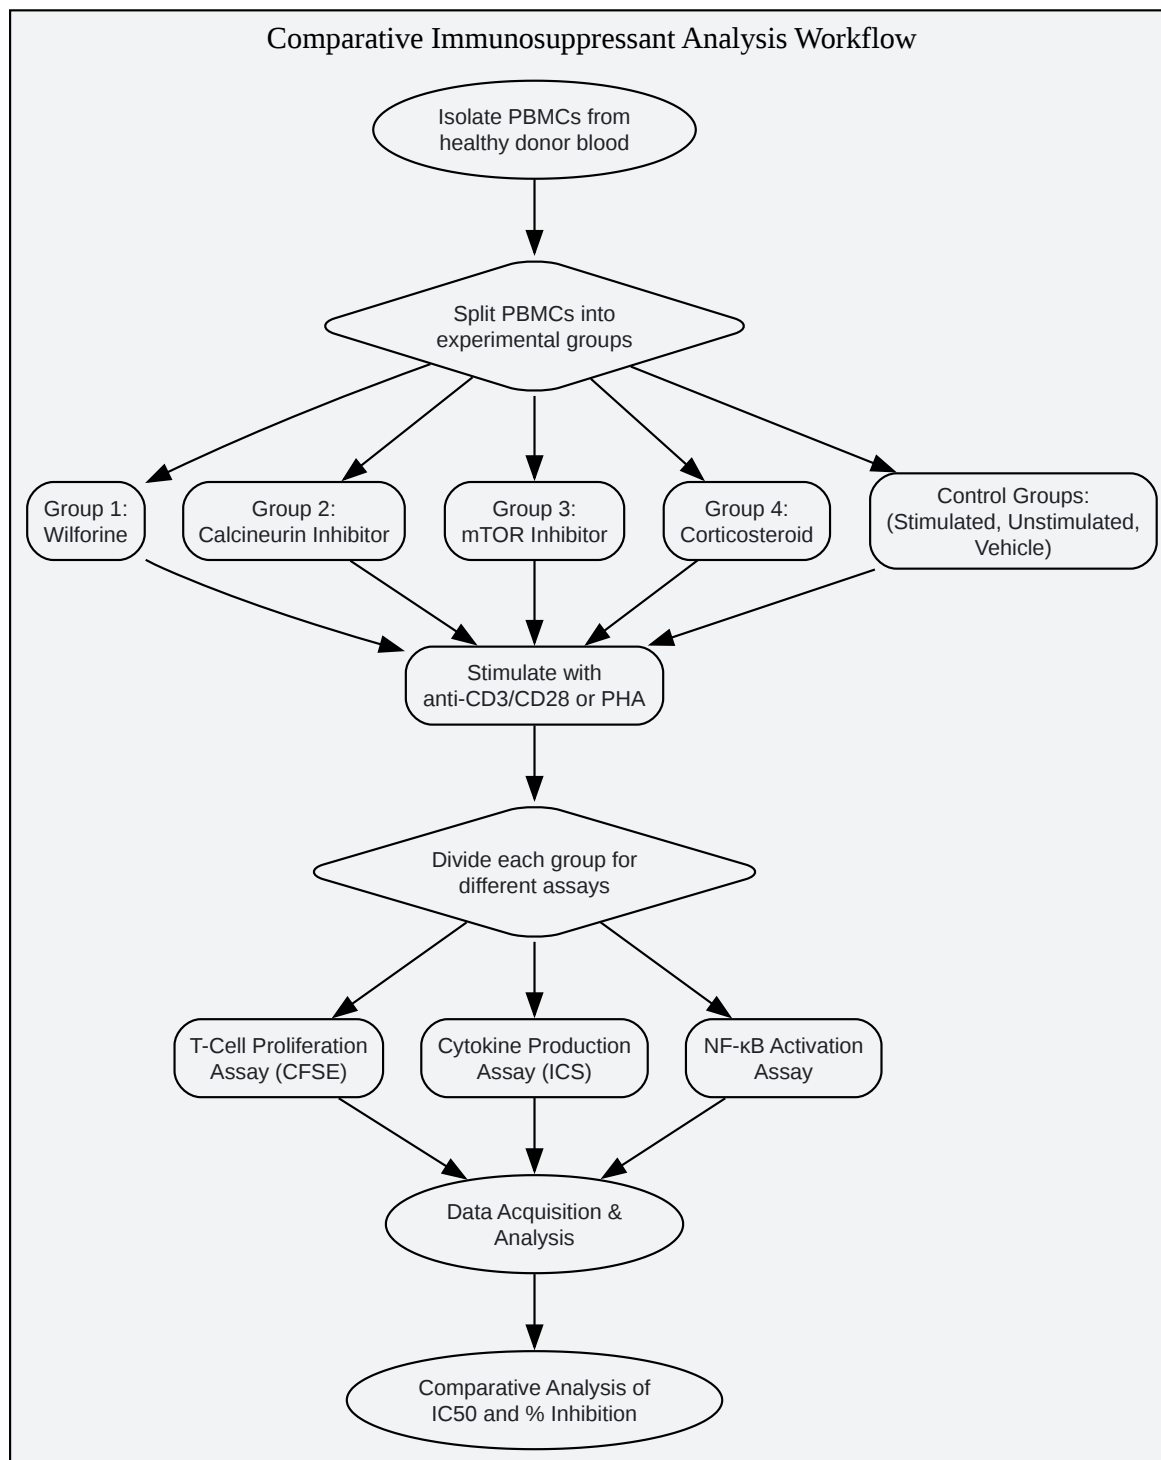 Comparative Immunosuppressant Analysis Workflow
Isolate PBMCs from
healthy donor blood
Split PBMCs into
experimental groups
Group 1:
Wilforine
Group 2:
Calcineurin Inhibitor
Group 3:
mTOR Inhibitor
Group 4:
Corticosteroid
Control Groups:
(Stimulated, Unstimulated,
Vehicle)
Stimulate with
anti-CD3/CD28 or PHA
Divide each group for
different assays
T-Cell Proliferation
Assay (CFSE)
Cytokine Production
Assay (ICS)
NF-κB Activation
Assay
Data Acquisition &
Analysis
Comparative Analysis of
IC50 and % Inhibition